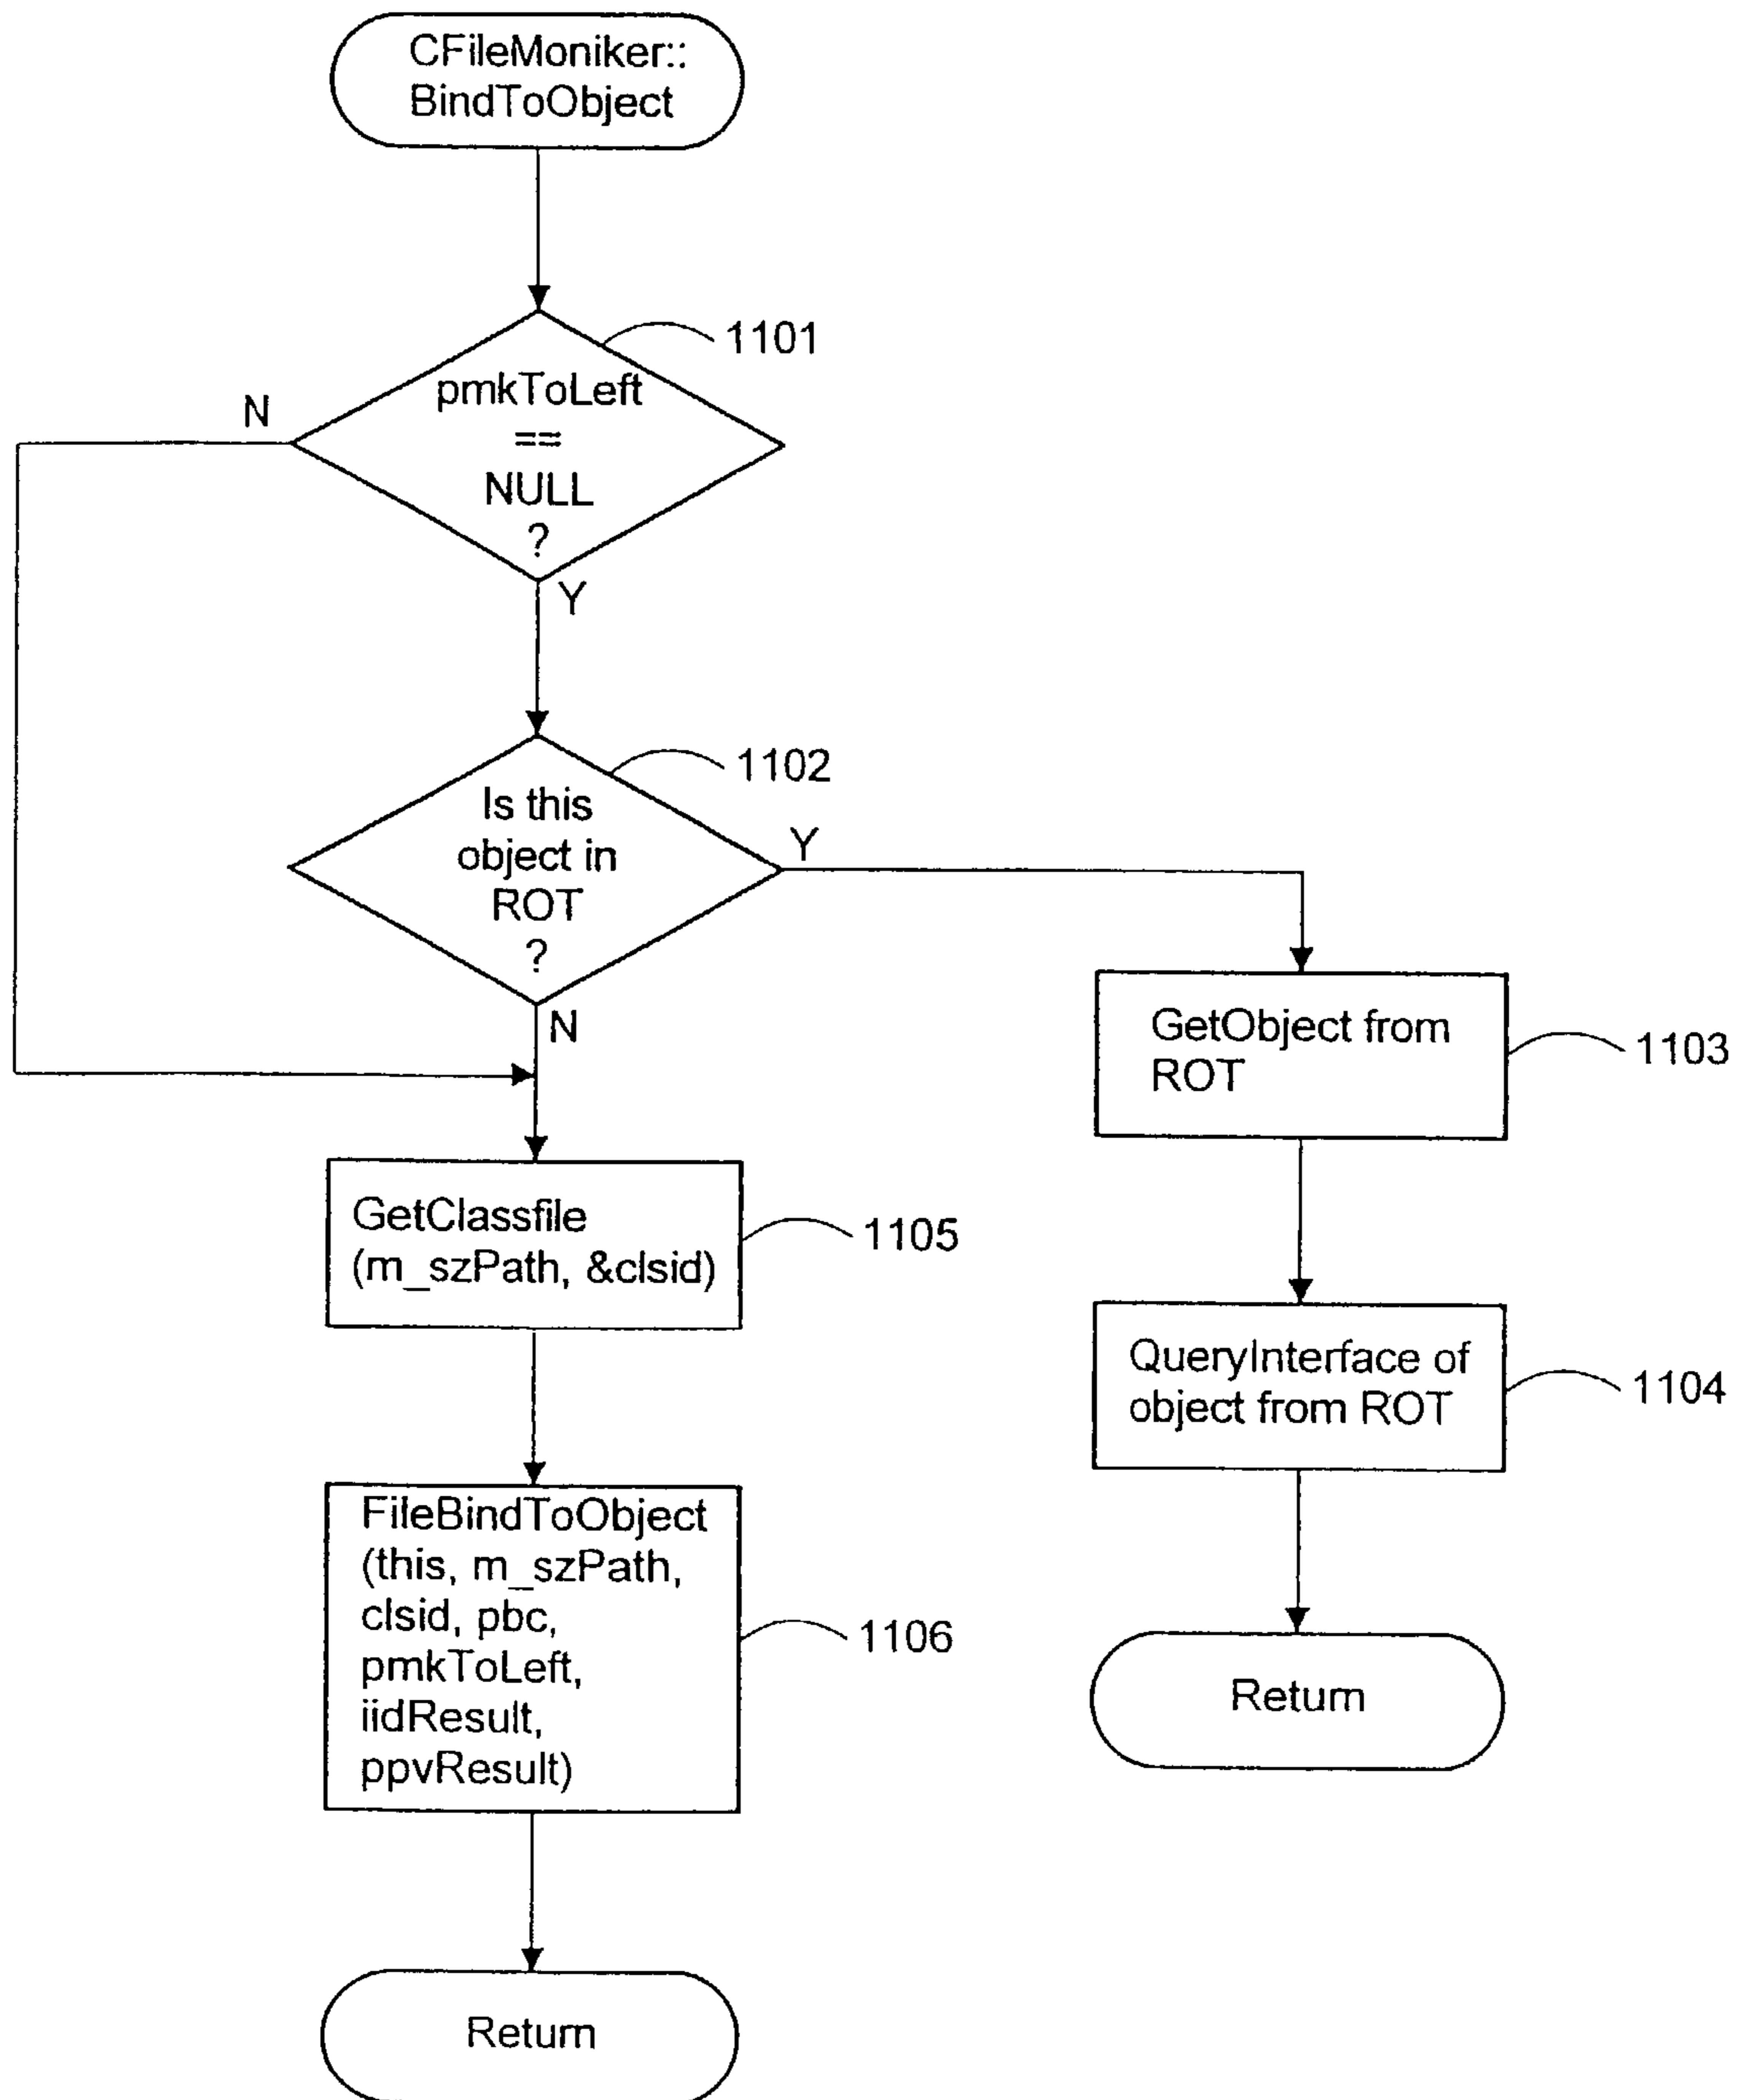 CFileMoniker::
BindToObject
1101
pmkToLeft
==
NULL
?
N
Y
1102
Is this
object in
ROT
?
Y
N
GetObject from
ROT
1103
GetClassfile
(m_szPath, &clsid)
1105
QueryInterface of
object from ROT
1104
FileBindToObject
(this, m_szPath,
clsid, pbc,
pmkToLeft,
iidResult,
ppvResult)
1106
Return
Return